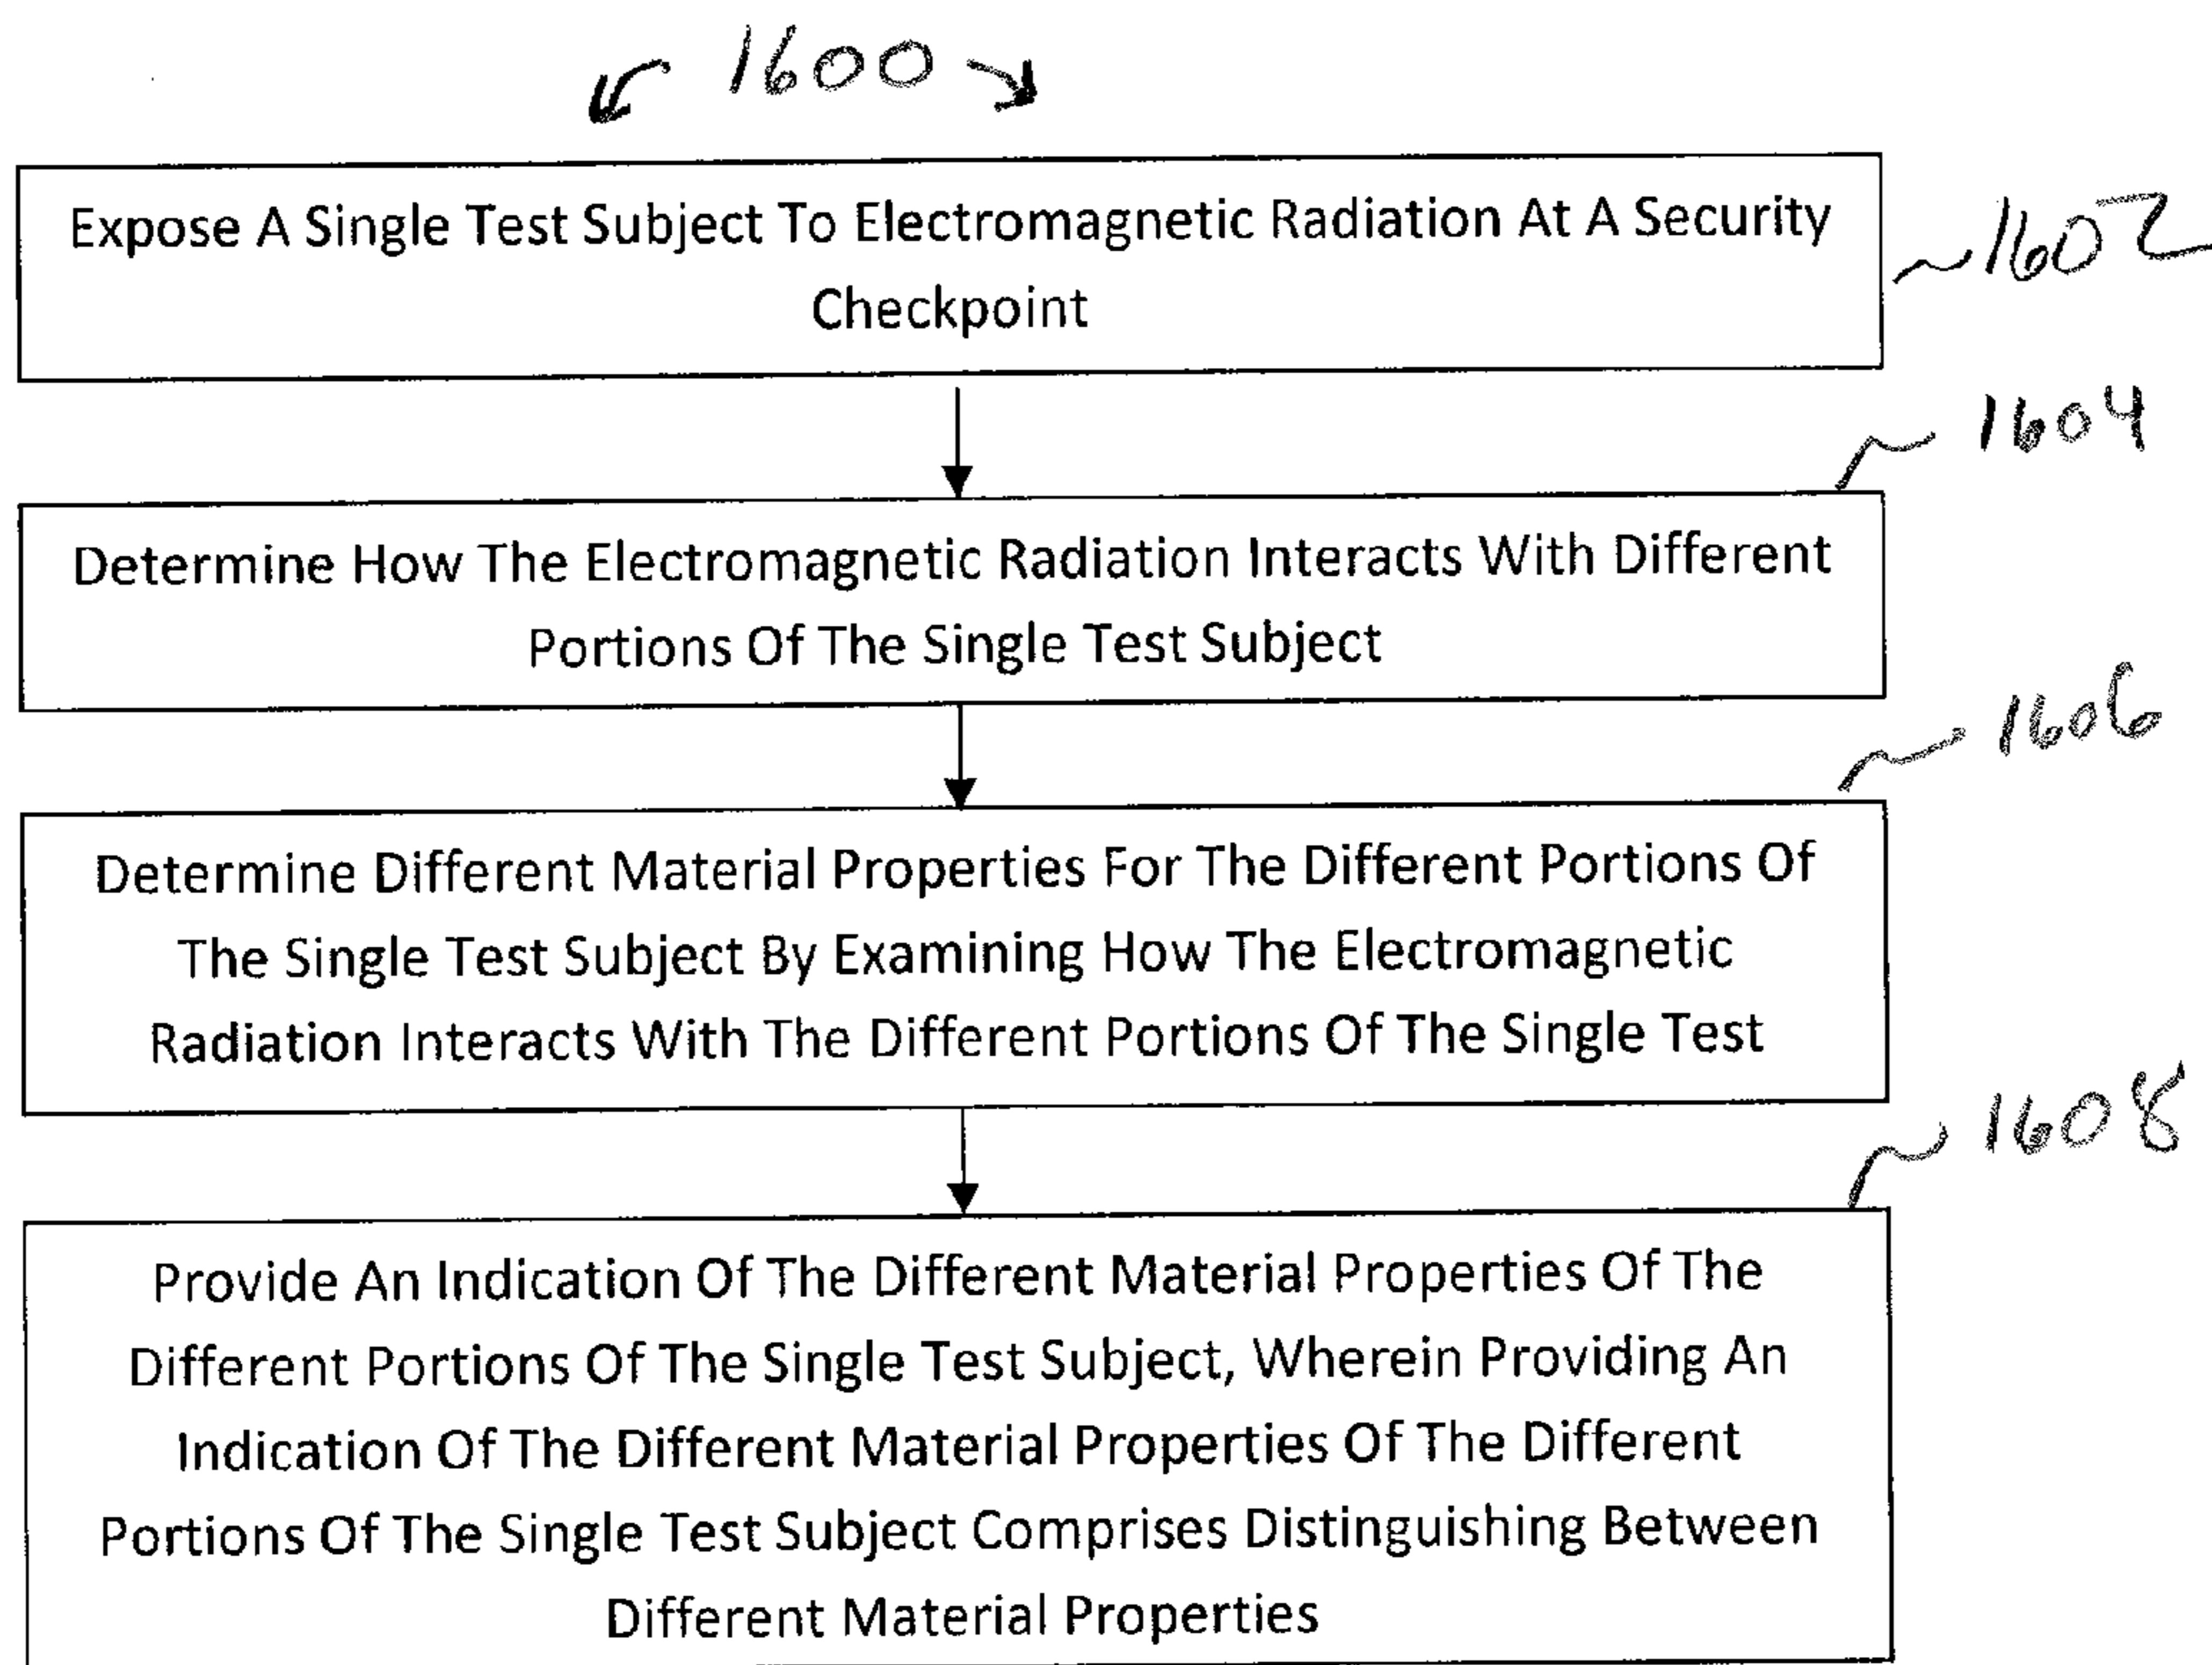 1600
Expose A Single Test Subject To Electromagnetic Radiation At A Security
Checkpoint
1602
1604
Determine How The Electromagnetic Radiation Interacts With Different
Portions Of The Single Test Subject
1606
Determine Different Material Properties For The Different Portions Of
The Single Test Subject By Examining How The Electromagnetic
Radiation Interacts With The Different Portions Of The Single Test
1608
Provide An Indication Of The Different Material Properties Of The
Different Portions Of The Single Test Subject, Wherein Providing An
Indication Of The Different Material Properties Of The Different
Portions Of The Single Test Subject Comprises Distinguishing Between
Different Material Properties